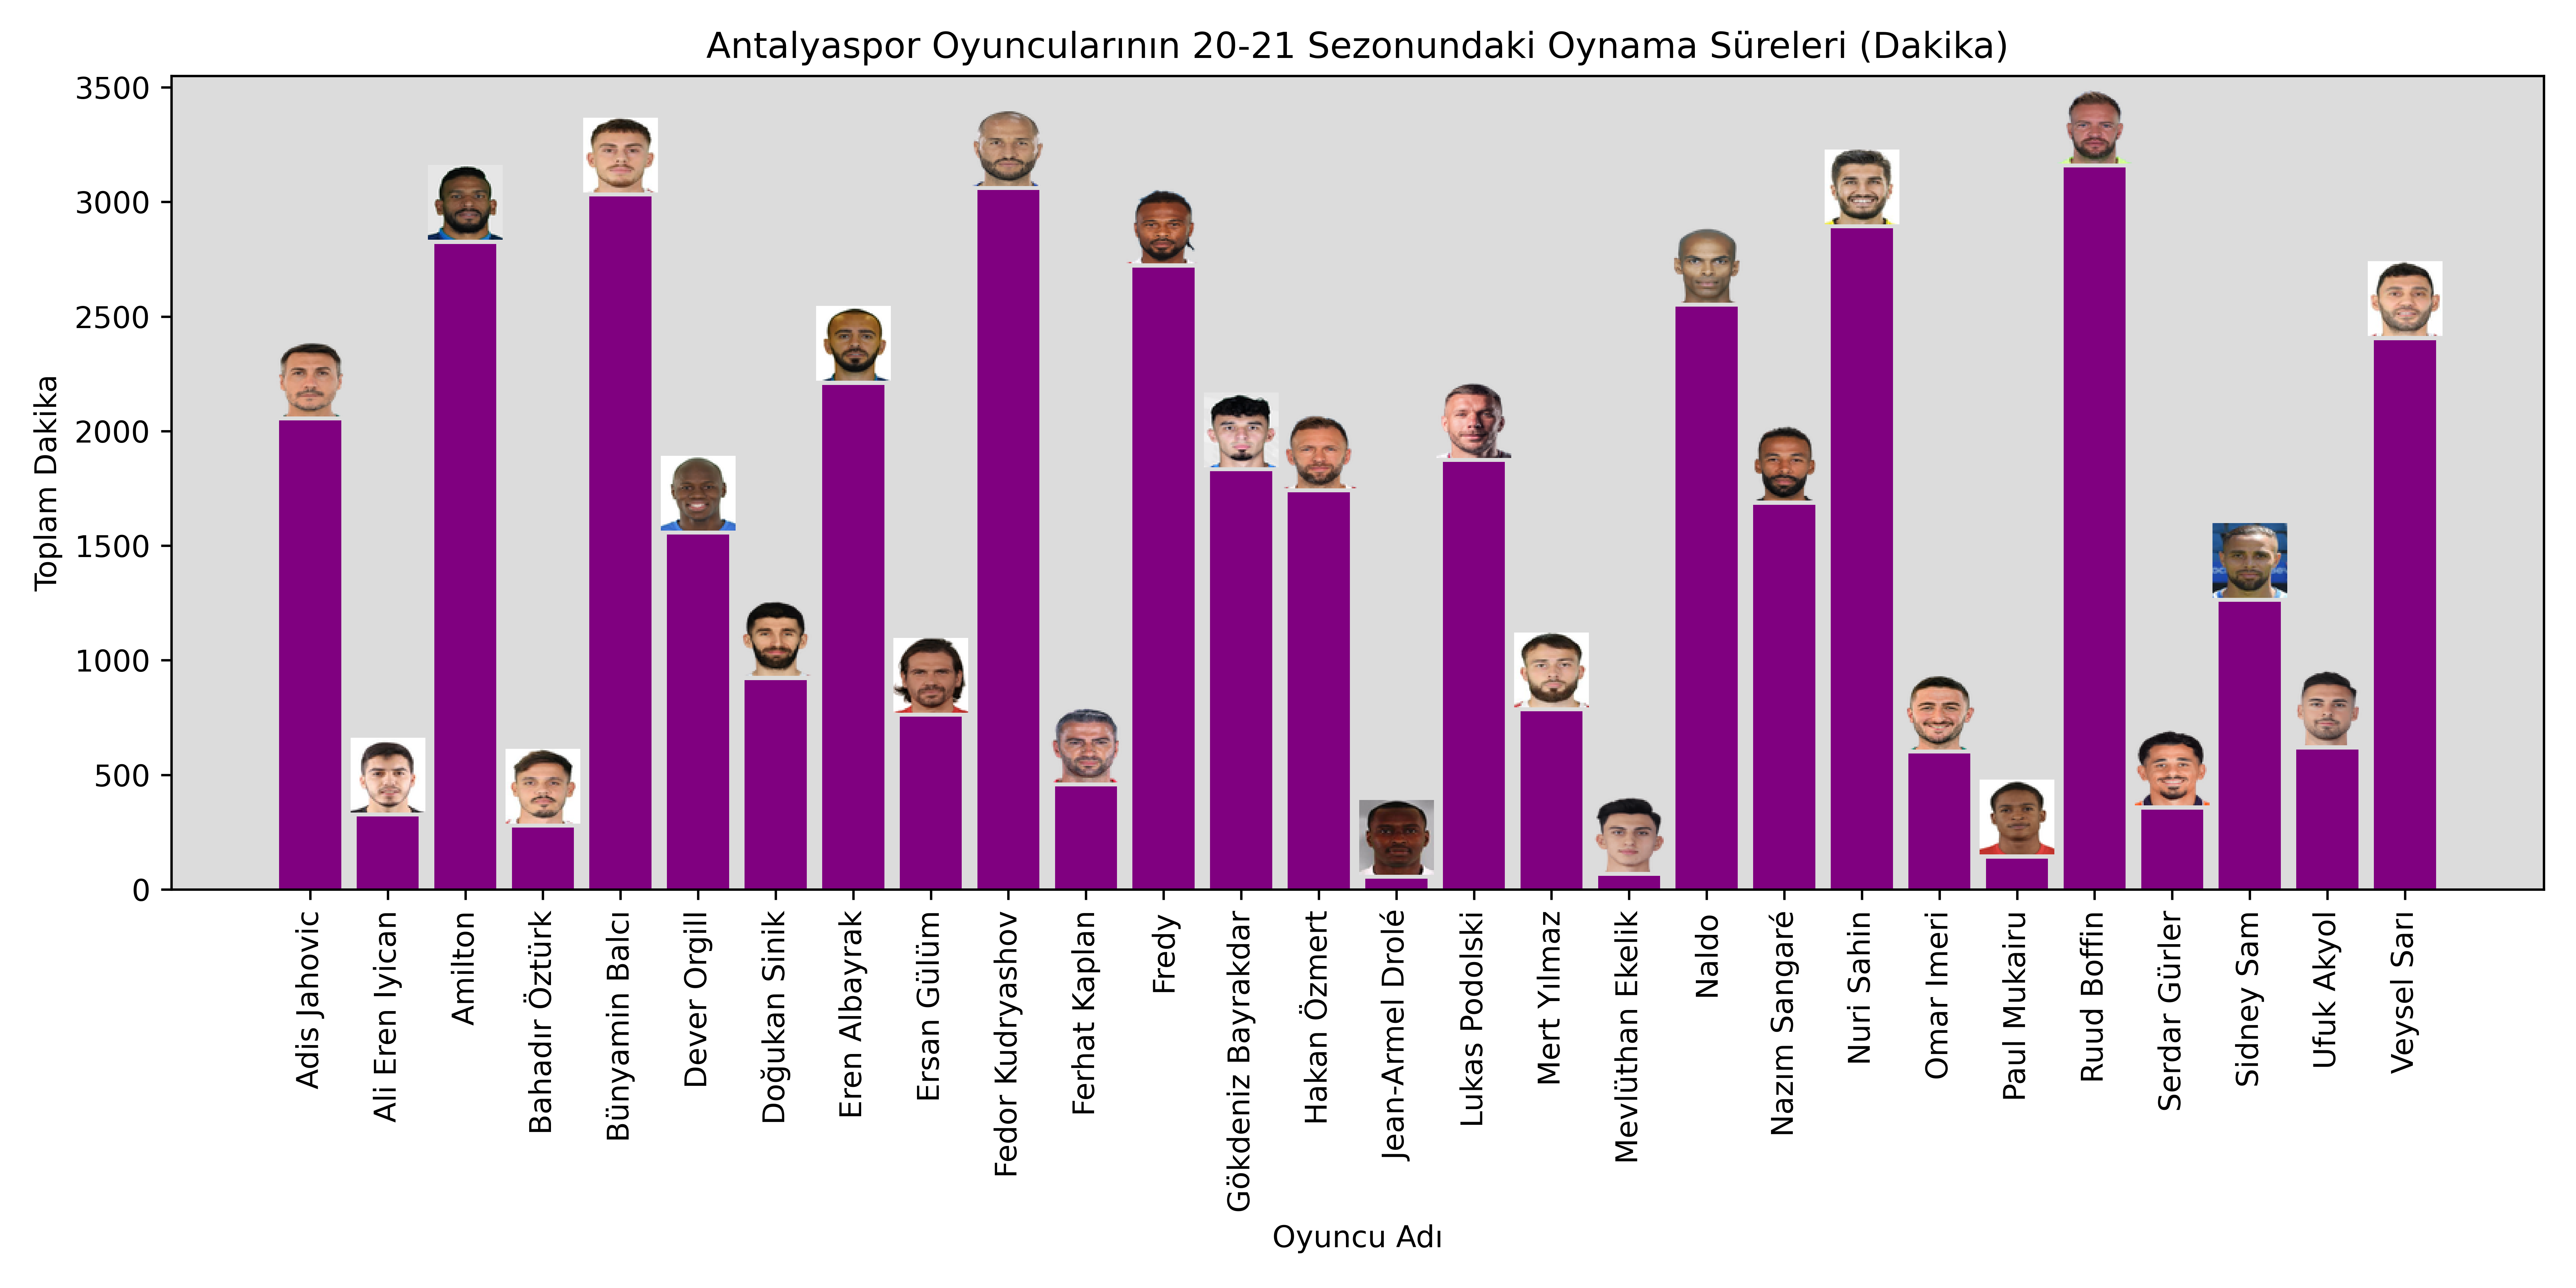 Antalyaspor Oyuncularının 20-21 Sezonundaki Oynama Süreleri (Dakika)
Toplam Dakika
3500
3000
2500
2000
1500
1000
500
0
Adis Jahovic
Ali Eren Iyican
Amilton
Bahadır Öztürk
Bünyamin Balcı
Dever Orgill
Doğukan Sinik
Eren Albayrak
Ersan Gülüm
Fedor Kudryashov
Ferhat Kaplan
Fredy
Gökdeniz Bayrakdar
Hakan Özmert
Jean-Armel Drolé
Lukas Podolski
Mert Yılmaz
Mevlüthan Ekelik
Naldo
Nazım Sangaré
Nuri Sahin
Omar Imeri
Paul Mukairu
Ruud Boffin
Serdar Gürler
Sidney Sam
Ufuk Akyol
Veysel Sarı
Oyuncu Adı